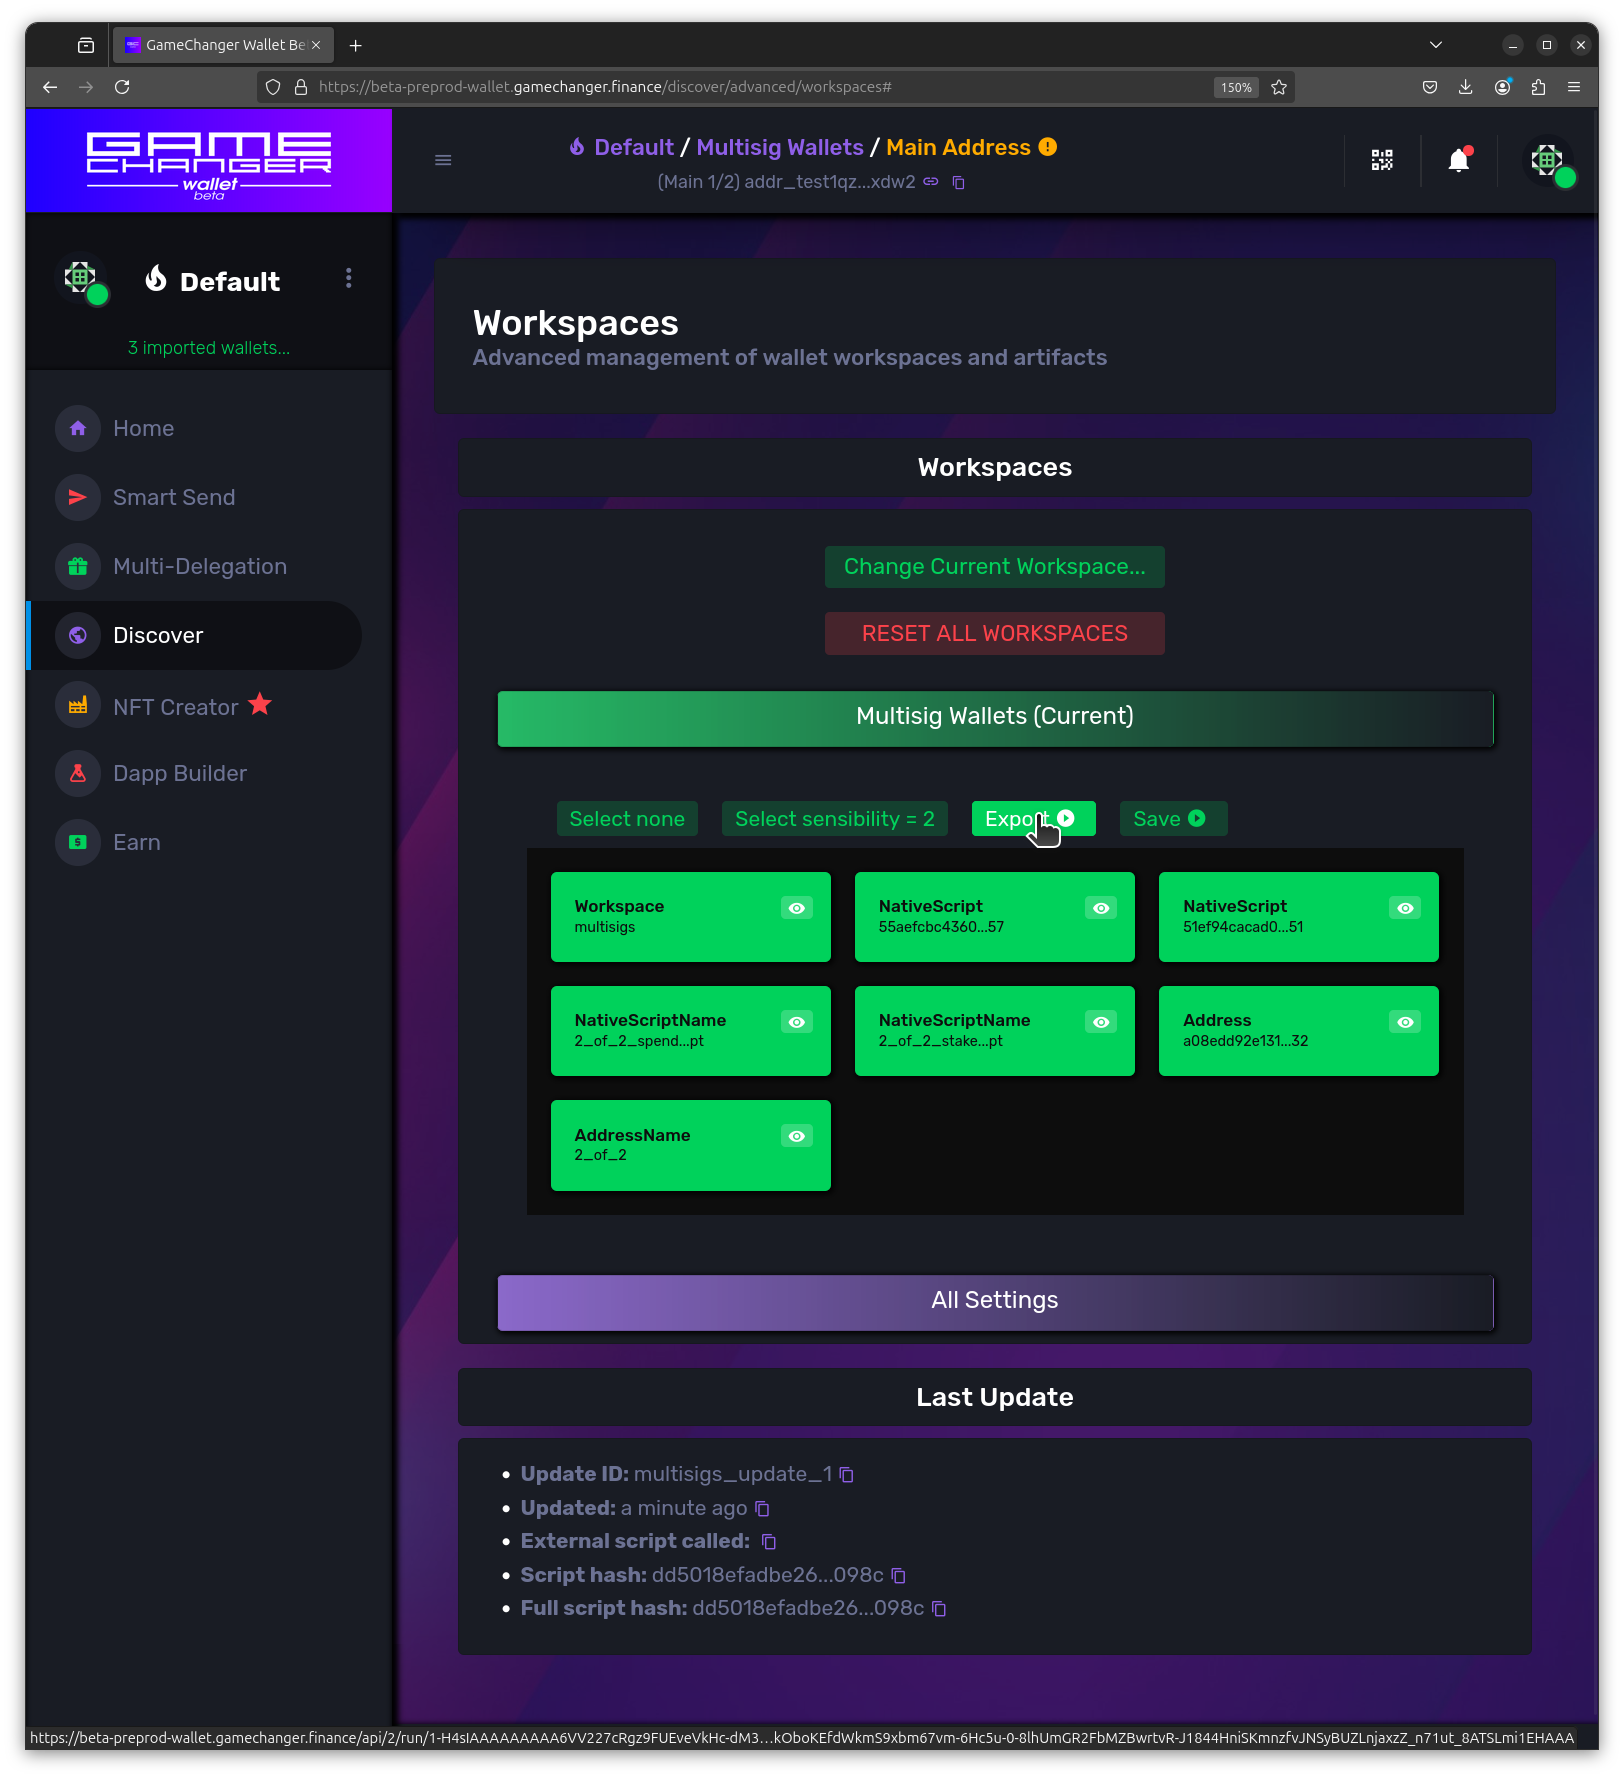 GameChanger Wallet Be
https://beta-preprod-wallet.gamechanger.finance/discover/advanced/workspaces#
150%
GAME
CHANGER
wallet
beta
Default / Multisig Wallets / Main Address
(Main 1/2) addr_test1qz...xdw2
Default
3 imported wallets...
Home
Smart Send
Multi-Delegation
Discover
NFT Creator
Dapp Builder
Earn
Workspaces
Advanced management of wallet workspaces and artifacts
Workspaces
Change Current Workspace...
RESET ALL WORKSPACES
Multisig Wallets (Current)
Select none
Select sensibility = 2
Export
Save
Workspace
multisigs
NativeScript
55aefcbc4360...57
NativeScript
51ef94cacad0...51
NativeScriptName
2_of_2_spend...pt
NativeScriptName
2_of_2_stake...pt
Address
a08edd92e131...32
AddressName
2_of_2
All Settings
Last Update
Update ID: multisigs_update_1
Updated: a minute ago
External script called:
Script hash: dd5018efadbe26...098c
Full script hash: dd5018efadbe26...098c
https://beta-preprod-wallet.gamechanger.finance/api/2/run/1-H4sIAAAAAAAAA6VV227cRgz9FUEveVkHc-dM3…kOboKEfdWkmS9xbm67vm-6Hc5u-0-8lhUmGR2FbMZBwrtvR-J1844HniSKmnzfvJNSyBUZLnjaxzZ_n71ut_8ATSLmi1EHAAA